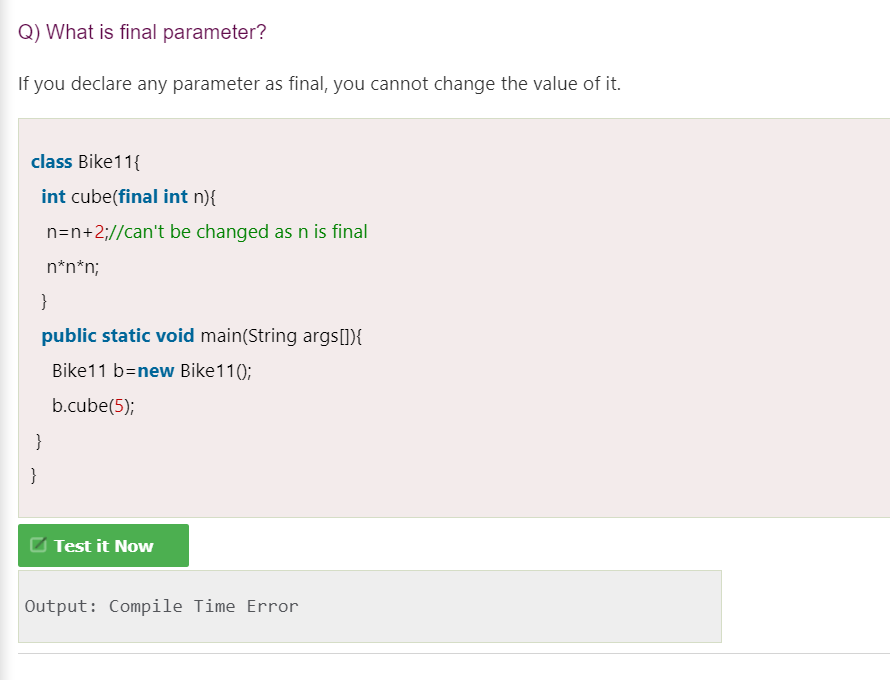 Q) What is final parameter?
If you declare any parameter as final, you cannot change the value of it.
class Bike11{
int cube(final int n){
n=n+2;//can't be changed as n is final
n*n*n;
}
public static void main(String args[]){
Bike11 b=new Bike11();
b.cube(5);
}
}
Test it Now
Output: Compile Time Error